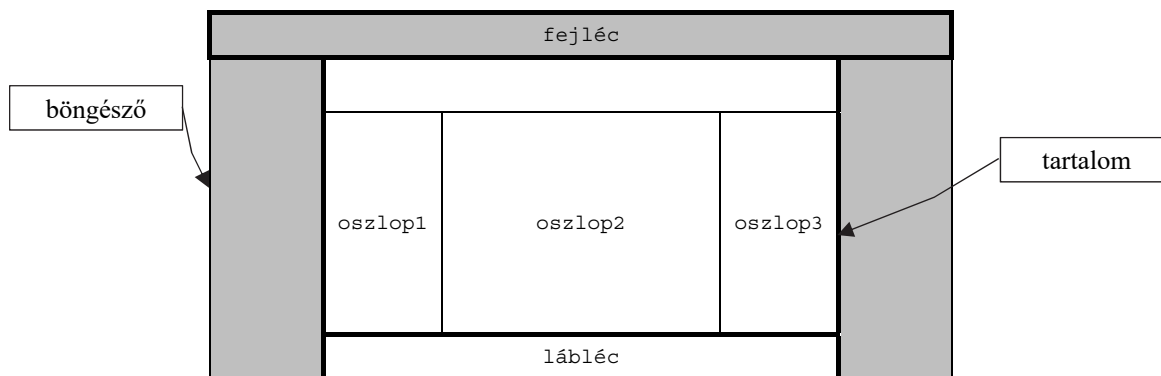 fejléc
böngésző
tartalom
oszlop1
oszlop2
oszlop3
lábléc